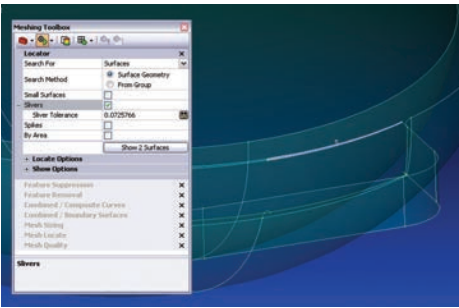 Meshing Toolbox
Locator
Search For Surfaces
Search Method Surface Geometry
From Group
Small Surfaces
Slivers
Sliver Tolerance 0.0725766
Spikes
By Area
Show 2 Surfaces
Locate Options
Show Options
Feature Suppression
Feature Removal
Combined / Composite Curves
Combined / Boundary Surfaces
Mesh Sizing
Mesh Locate
Mesh Quality
Slivers